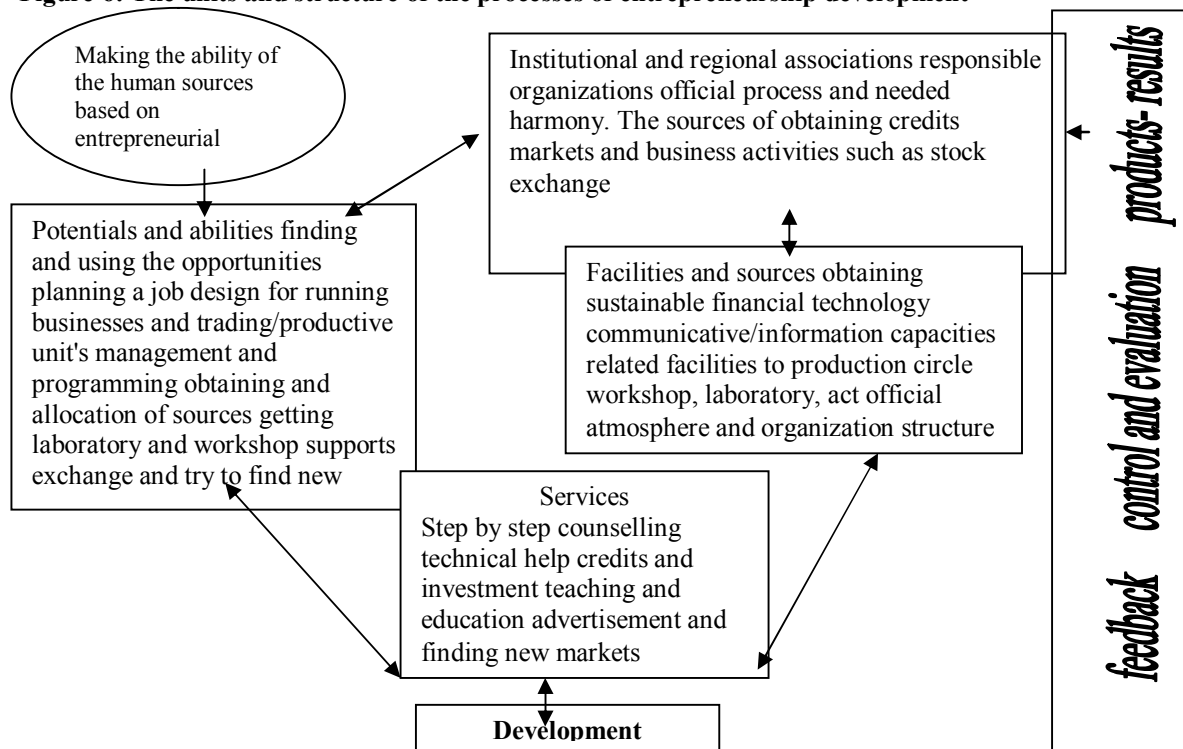 Figure 6: The units and structure of the processes of entrepreneurship development
Making the ability of
the human sources
based on
entrepreneurial
Institutional and regional associations responsible
organizations official process and needed
harmony. The sources of obtaining credits
markets and business activities such as stock
exchange
Potentials and abilities finding
and using the opportunities
planning a job design for running
businesses and trading/productive
unit's management and
programming obtaining and
allocation of sources getting
laboratory and workshop supports
exchange and try to find new
Facilities and sources obtaining
sustainable financial technology
communicative/information capacities
related facilities to production circle
workshop, laboratory, act official
atmosphere and organization structure
Services
Step by step counselling
technical help credits and
investment teaching and
education advertisement and
finding new markets
Development
feedback control and evaluation products- results